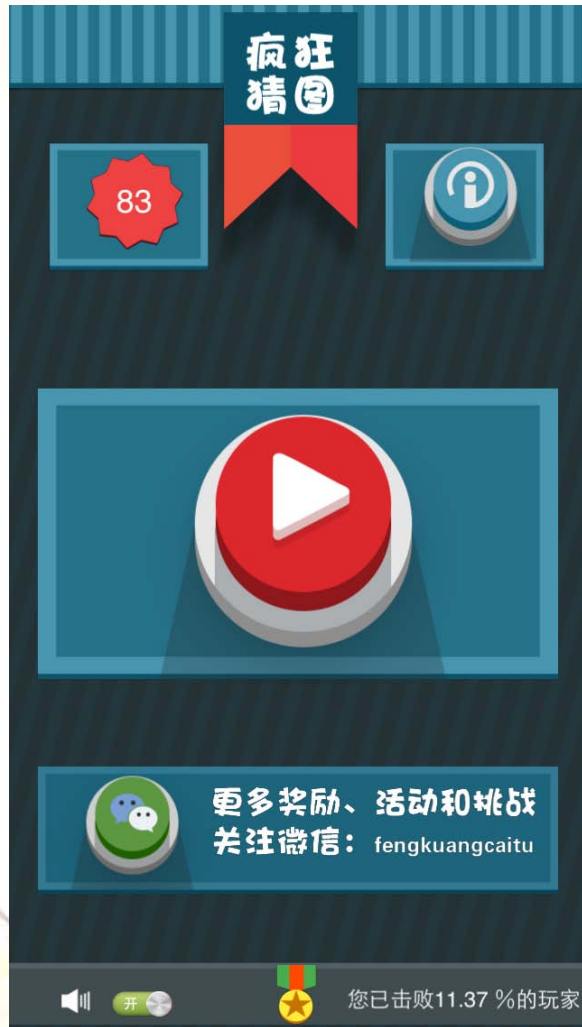 疯狂
猜图
83
更多奖励、活动和挑战
关注微信：fengkuangcaitu
开
您已击败11.37 %的玩家